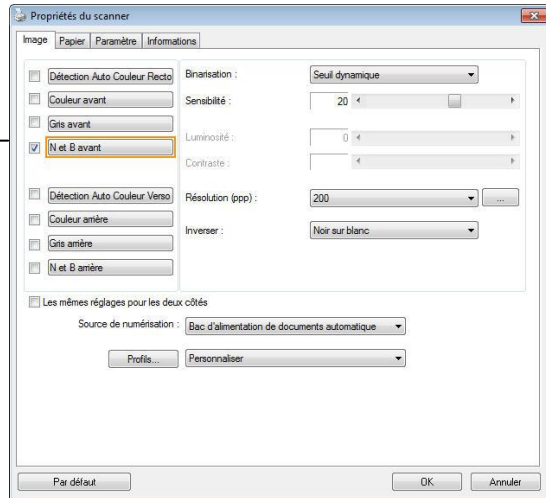 Propriétés du scanner
Image Papier Paramètre Informations
Détection Auto Couleur Recto
Couleur avant
Gris avant
N et B avant
Détection Auto Couleur Verso
Couleur arrière
Gris arrière
N et B arrière
Binarisation : Seuil dynamique
Sensibilité : 20
Luminosité : 0
Contraste :
Résolution (ppp) : 200 ...
Inverser : Noir sur blanc
Les mêmes réglages pour les deux côtés
Source de numérisation : Bac d'alimentation de documents automatique
Profils... Personnaliser
Par défaut OK Annuler